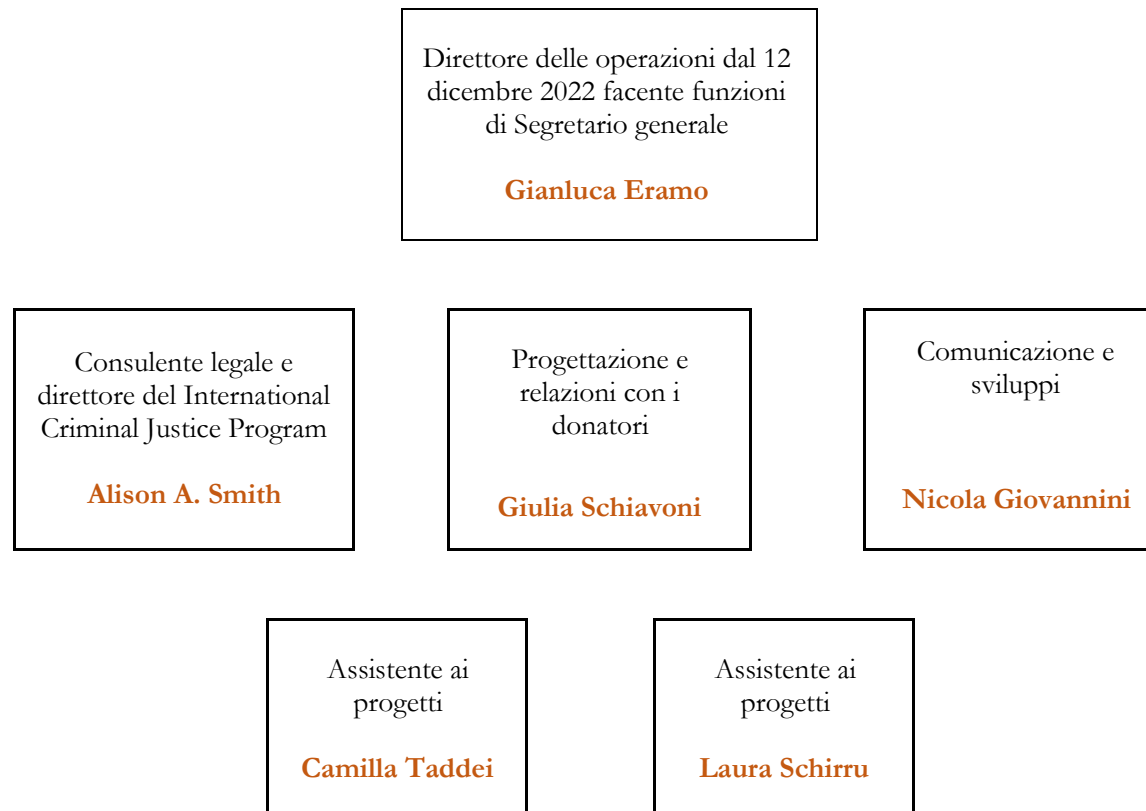 Direttore delle operazioni dal 12
dicembre 2022 facente funzioni
di Segretario generale
Gianluca Eramo
Consulente legale e
direttore del International
Criminal Justice Program
Alison A. Smith
Progettazione e
relazioni con i
donatori
Giulia Schiavoni
Comunicazione e
sviluppi
Nicola Giovannini
Assistente ai
progetti
Camilla Taddei
Assistente ai
progetti
Laura Schirru